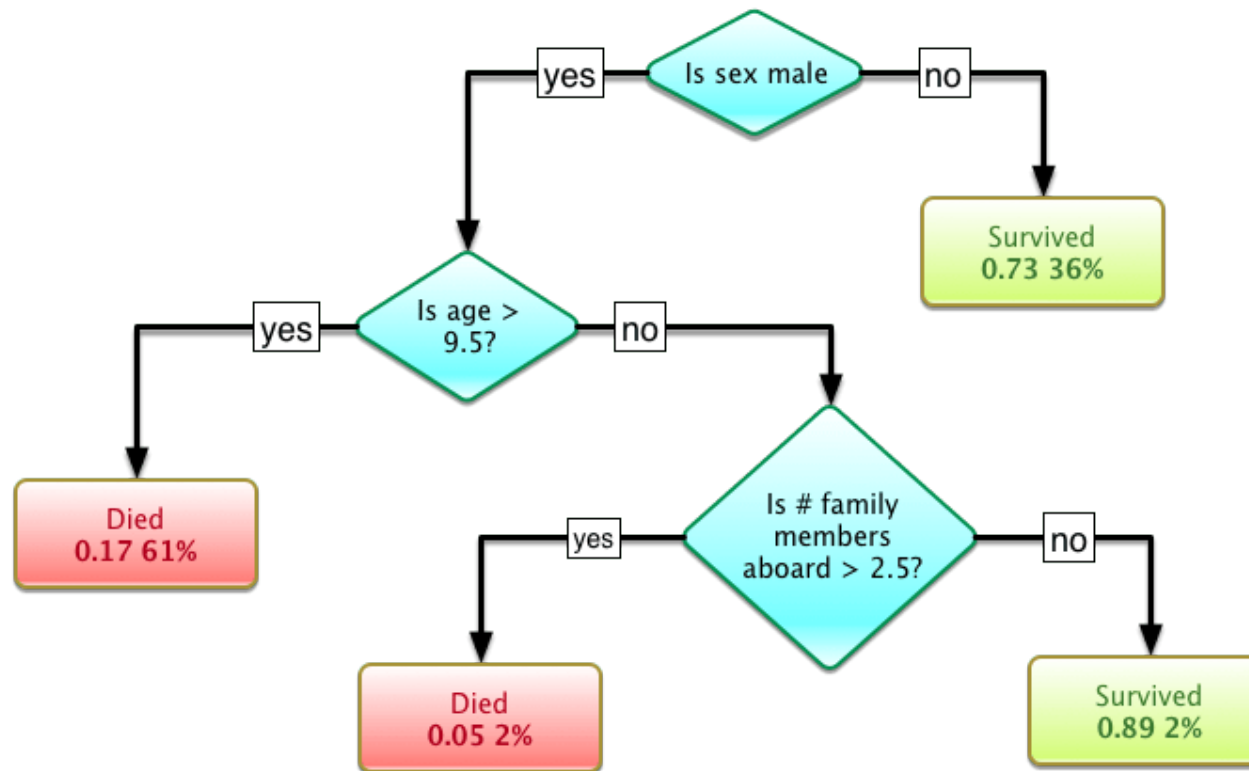 Is sex male
yes
no
Survived
0.73 36%
Is age >
9.5?
yes
no
Died
0.17 61%
Is # family
members
aboard > 2.5?
yes
no
Died
0.05 2%
Survived
0.89 2%